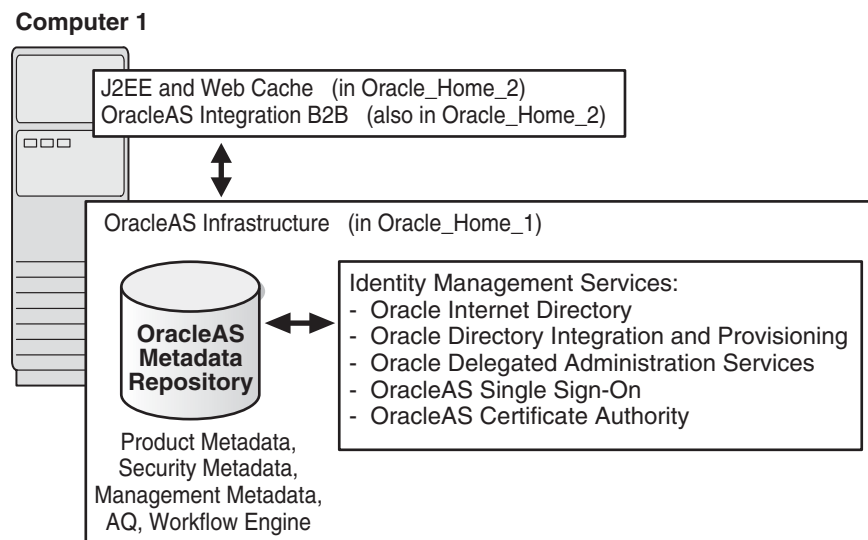 Computer 1
J2EE and Web Cache (in Oracle_Home_2)
OracleAS Integration B2B (also in Oracle_Home_2)
OracleAS Infrastructure (in Oracle_Home_1)
OracleAS
Metadata
Repository
Product Metadata,
Security Metadata,
Management Metadata,
AQ, Workflow Engine
Identity Management Services:
- Oracle Internet Directory
- Oracle Directory Integration and Provisioning
- Oracle Delegated Administration Services
- OracleAS Single Sign-On
- OracleAS Certificate Authority